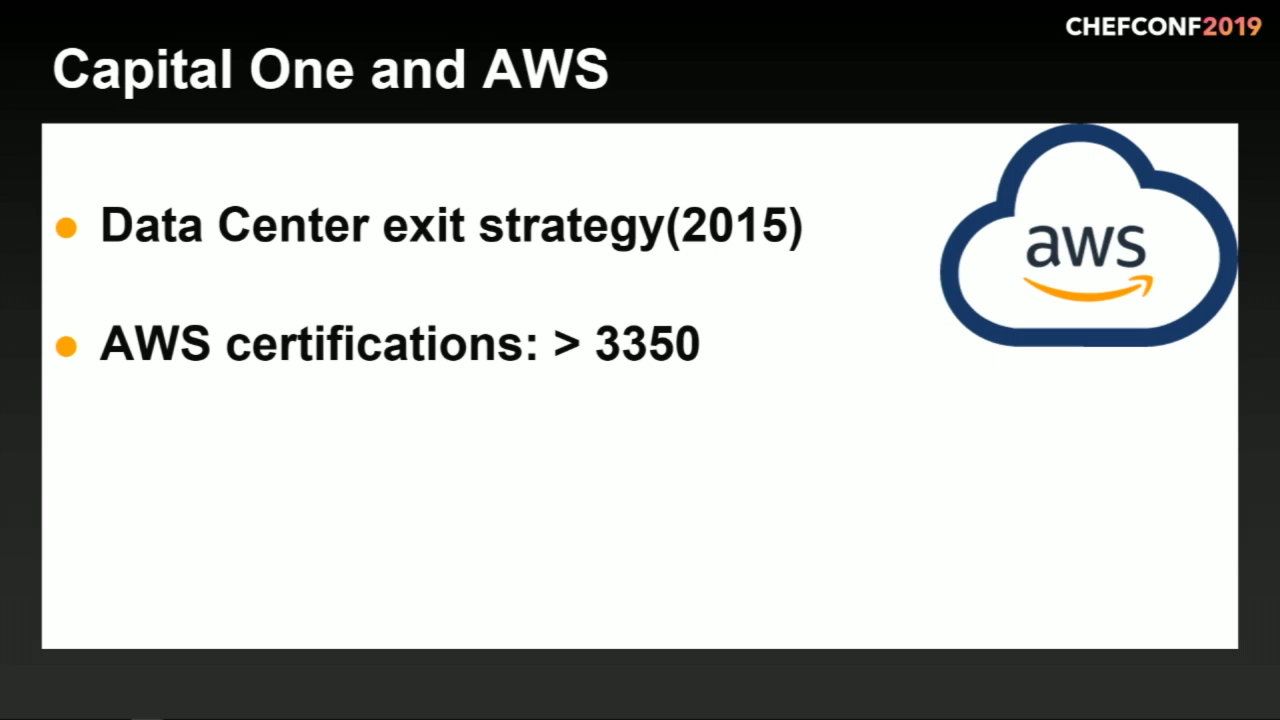 CHEFCONF2019
Capital One and AWS
Data Center exit strategy(2015)
aws
AWS certifications: > 3350